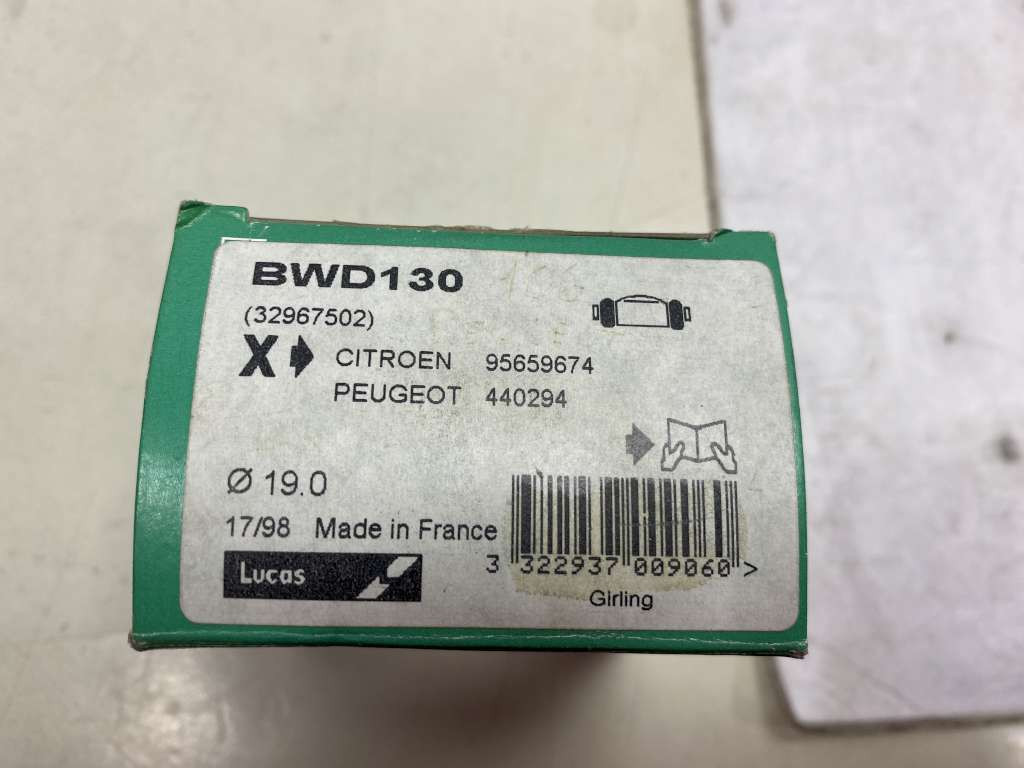 BWD130
(32967502)
X CITROEN 95659674
PEUGEOT 440294
Ø 19.0
17/98 Made in France
Lucas
3 322937 009060 >
Girling